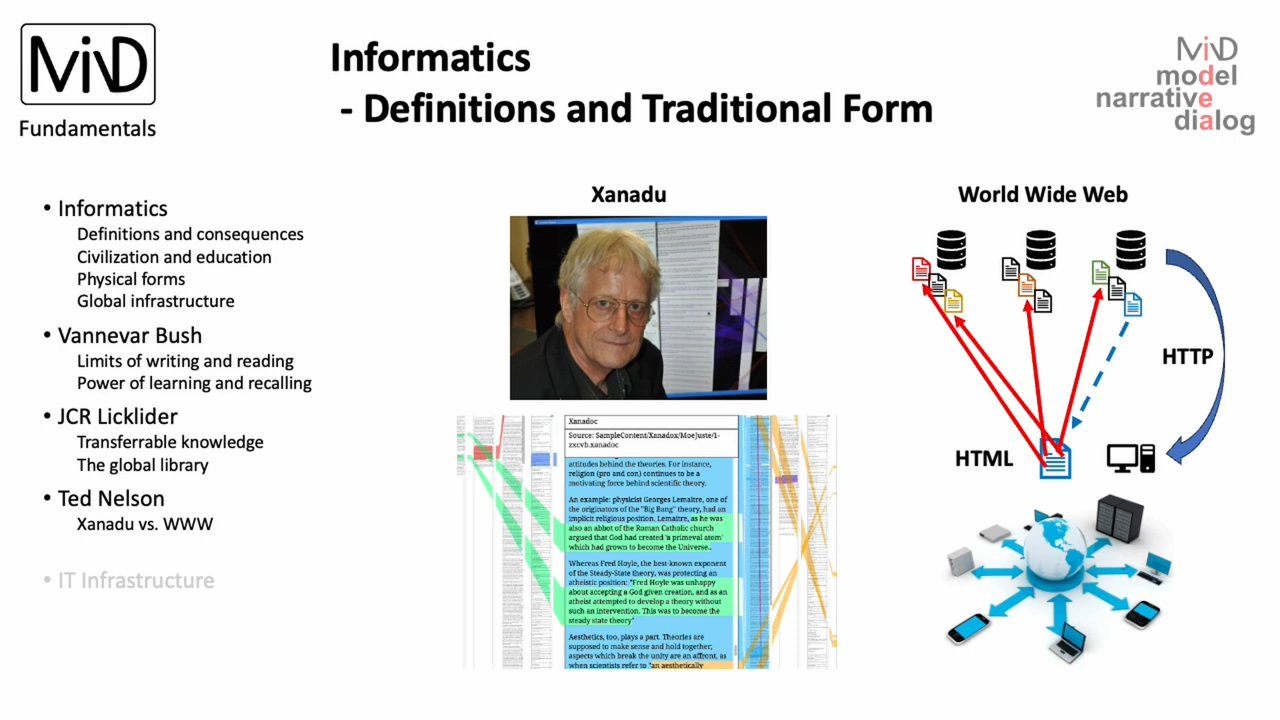 MiND
Fundamentals
Informatics
- Definitions and Traditional Form
MiND
model
narrative
dialog
• Informatics
Definitions and consequences
Civilization and education
Physical forms
Global infrastructure
• Vannevar Bush
Limits of writing and reading
Power of learning and recalling
• JCR Licklider
Transferrable knowledge
The global library
• Ted Nelson
Xanadu vs. WWW
• IT Infrastructure
Xanadu
Xanadoc
Source: SampleContent/Xanadox/MoeJuste/1-
zxcvb.xanadoc
attitudes behind the theories. For instance,
religion (pro and con) continues to be a
motivating force behind scientific theory.
An example: physicist Georges Lemaitre, one of
the originators of the "Big Bang" theory, had an
implicit religious position. Lemaitre, as he was
also an abbot of the Roman Catholic church
argued that God had created 'a primeval atom'
which had grown to become the Universe..
Whereas Fred Hoyle, the best-known exponent
of the Steady-State theory, was protecting an
atheistic position: "Fred Hoyle was unhappy
about accepting a God given creation, and as an
atheist attempted to develop a theory without
such an intervention. This was to become the
steady state theory"
Aesthetics, too, plays a part. Theories are
supposed to make sense and hold together;
aspects which break the unity are an affront, as
when scientists refer to "an aesthetically
World Wide Web
HTTP
HTML